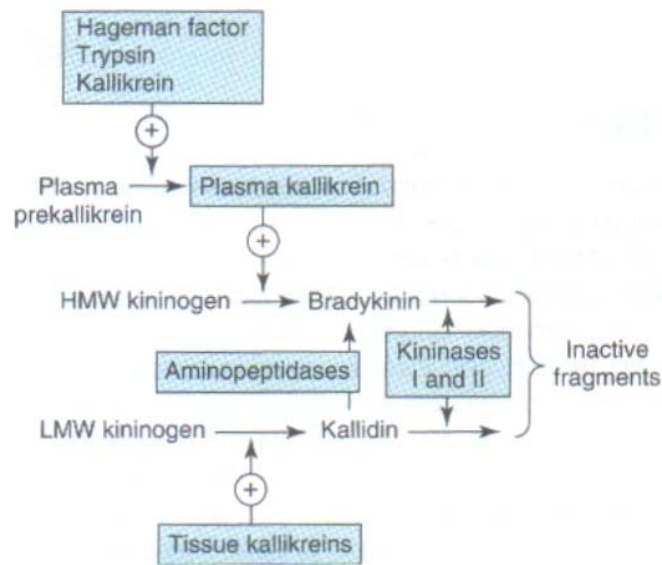 Hageman factor
Trypsin
Kallikrein
+
Plasma
prekallikrein
Plasma kallikrein
+
HMW kininogen
Bradykinin
Aminopeptidases
Kininases
I and II
Inactive
fragments
LMW kininogen
Kallidin
+
Tissue kallikreins